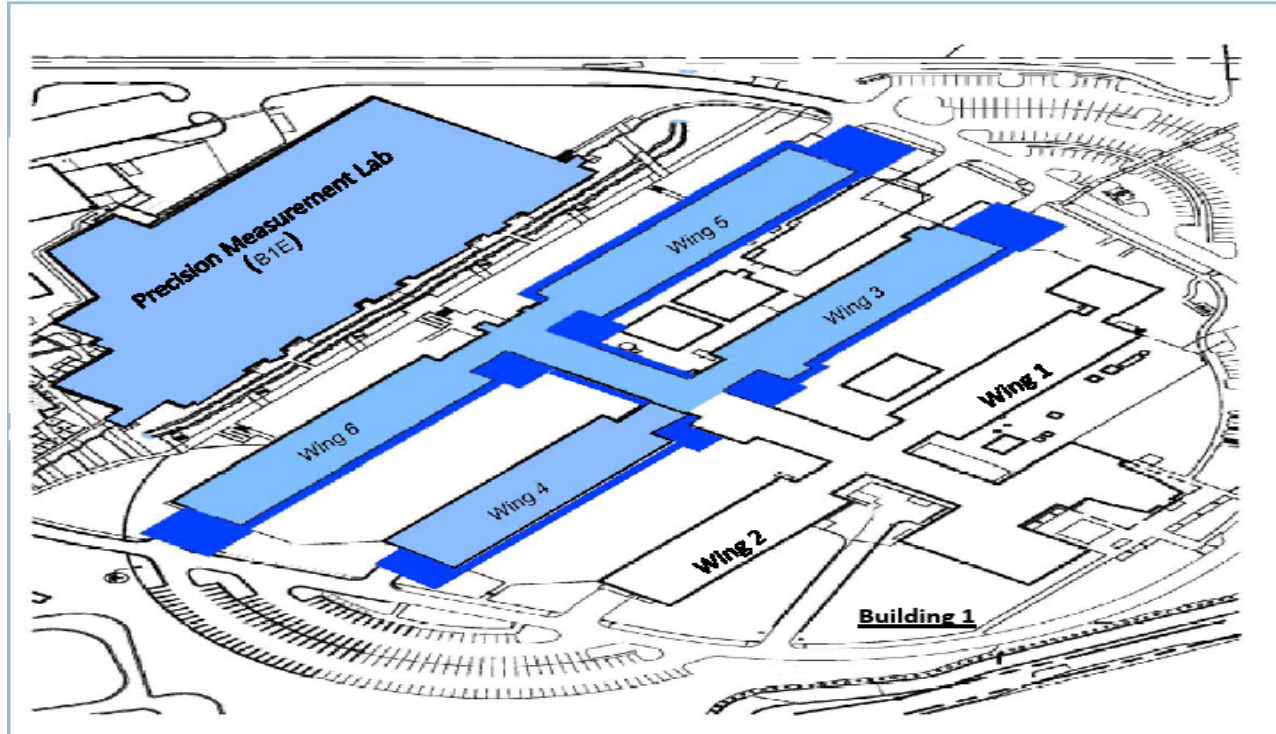 Precision Measurement Lab
(B1E)
Wing 5
Wing 3
Wing 1
Wing 6
Wing 4
Wing 2
Building 1